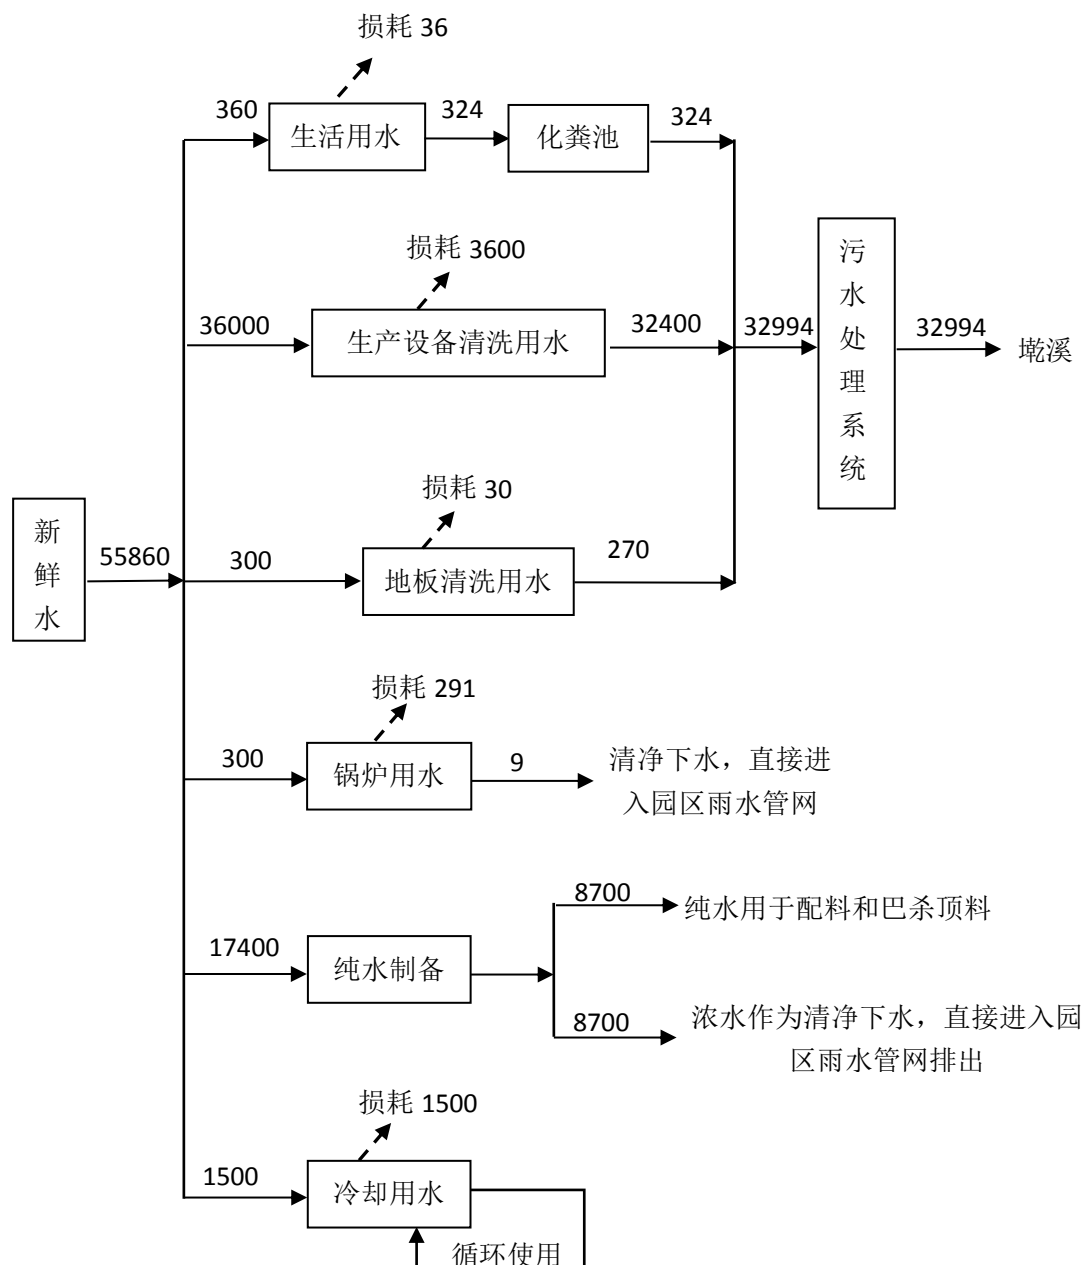 损耗 36
360
生活用水
324
化粪池
324
损耗 3600
36000
生产设备清洗用水
32400
32994
污
水
处
理
系
统
32994
墘溪
损耗 30
新
鲜
水
55860
300
地板清洗用水
270
损耗 291
300
锅炉用水
9
清净下水，直接进
入园区雨水管网
17400
纯水制备
8700
纯水用于配料和巴杀顶料
8700
浓水作为清净下水，直接进入园
区雨水管网排出
损耗 1500
1500
冷却用水
循环使用